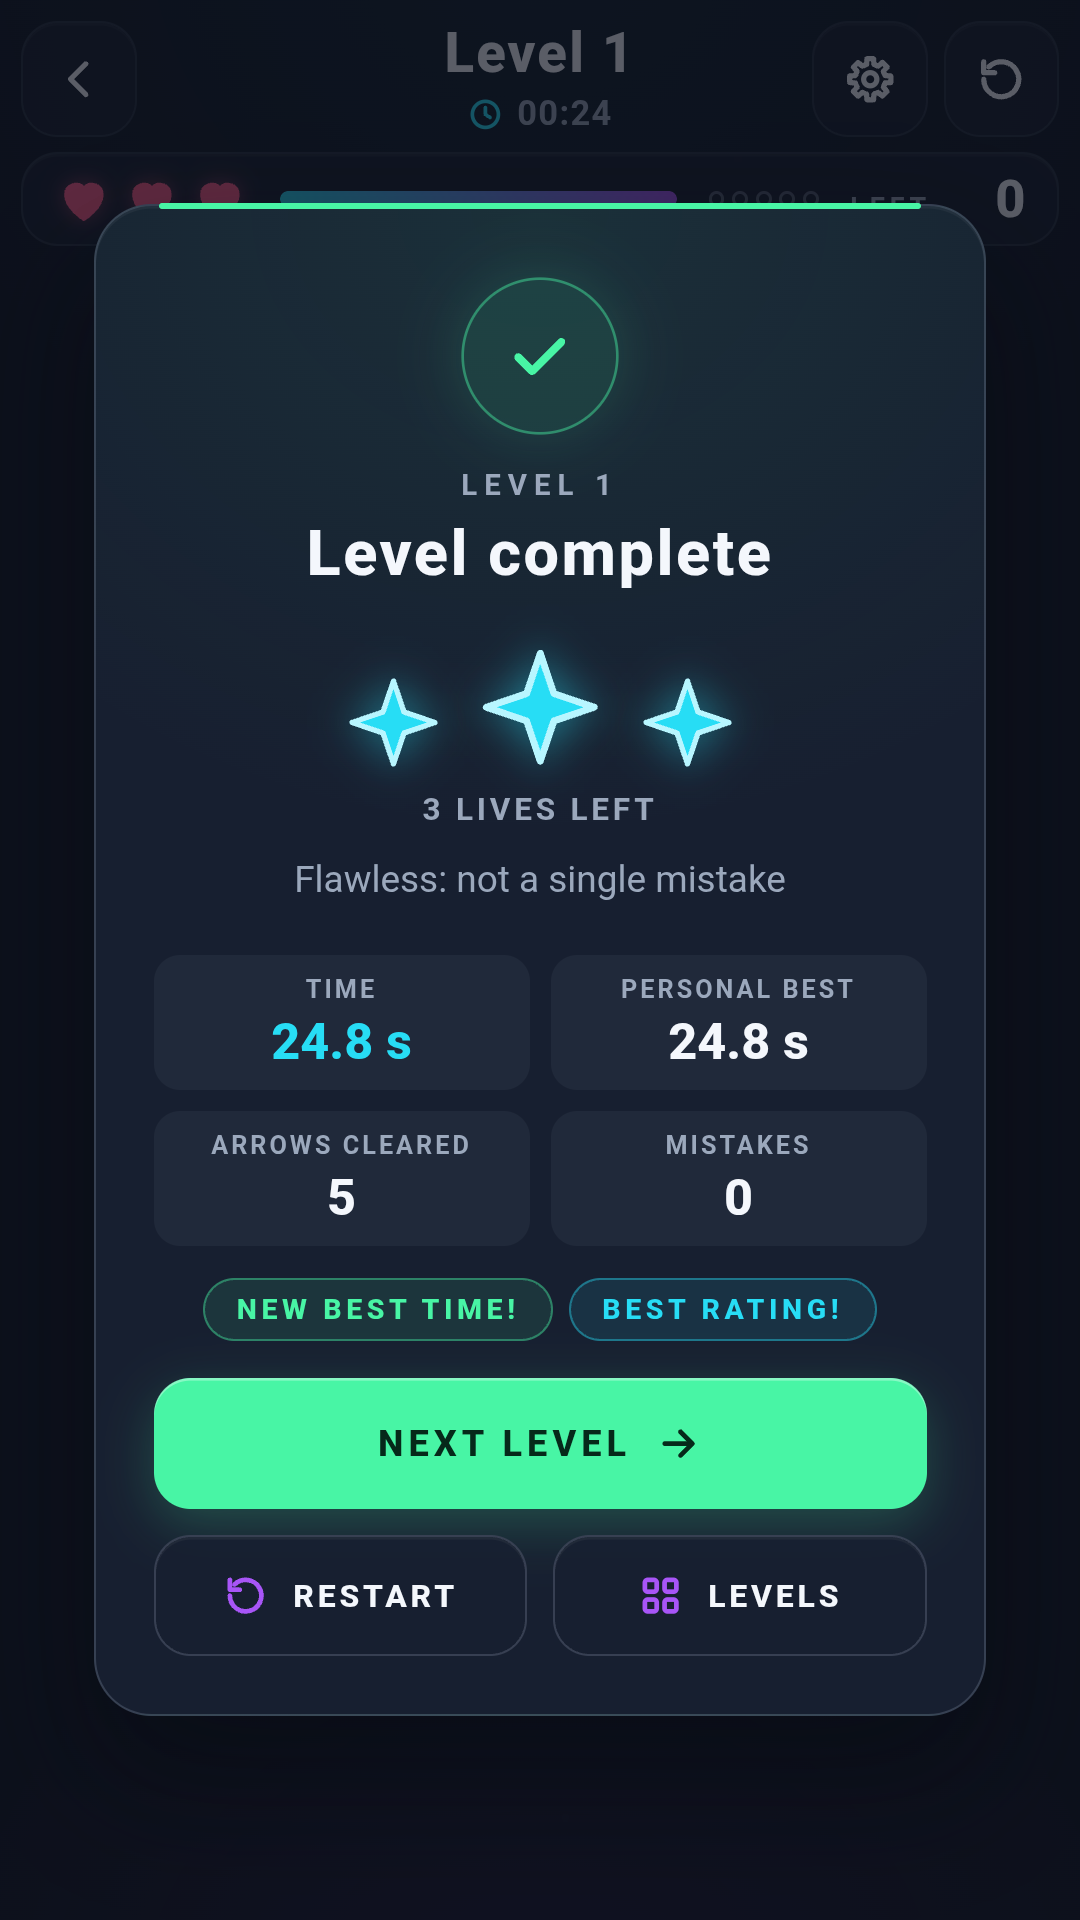 Level 1
00:24
LEFT
0
LEVEL 1
Level complete
3 LIVES LEFT
Flawless: not a single mistake
TIME
24.8 s
PERSONAL BEST
24.8 s
ARROWS CLEARED
5
MISTAKES
0
NEW BEST TIME!
BEST RATING!
NEXT LEVEL
RESTART
LEVELS